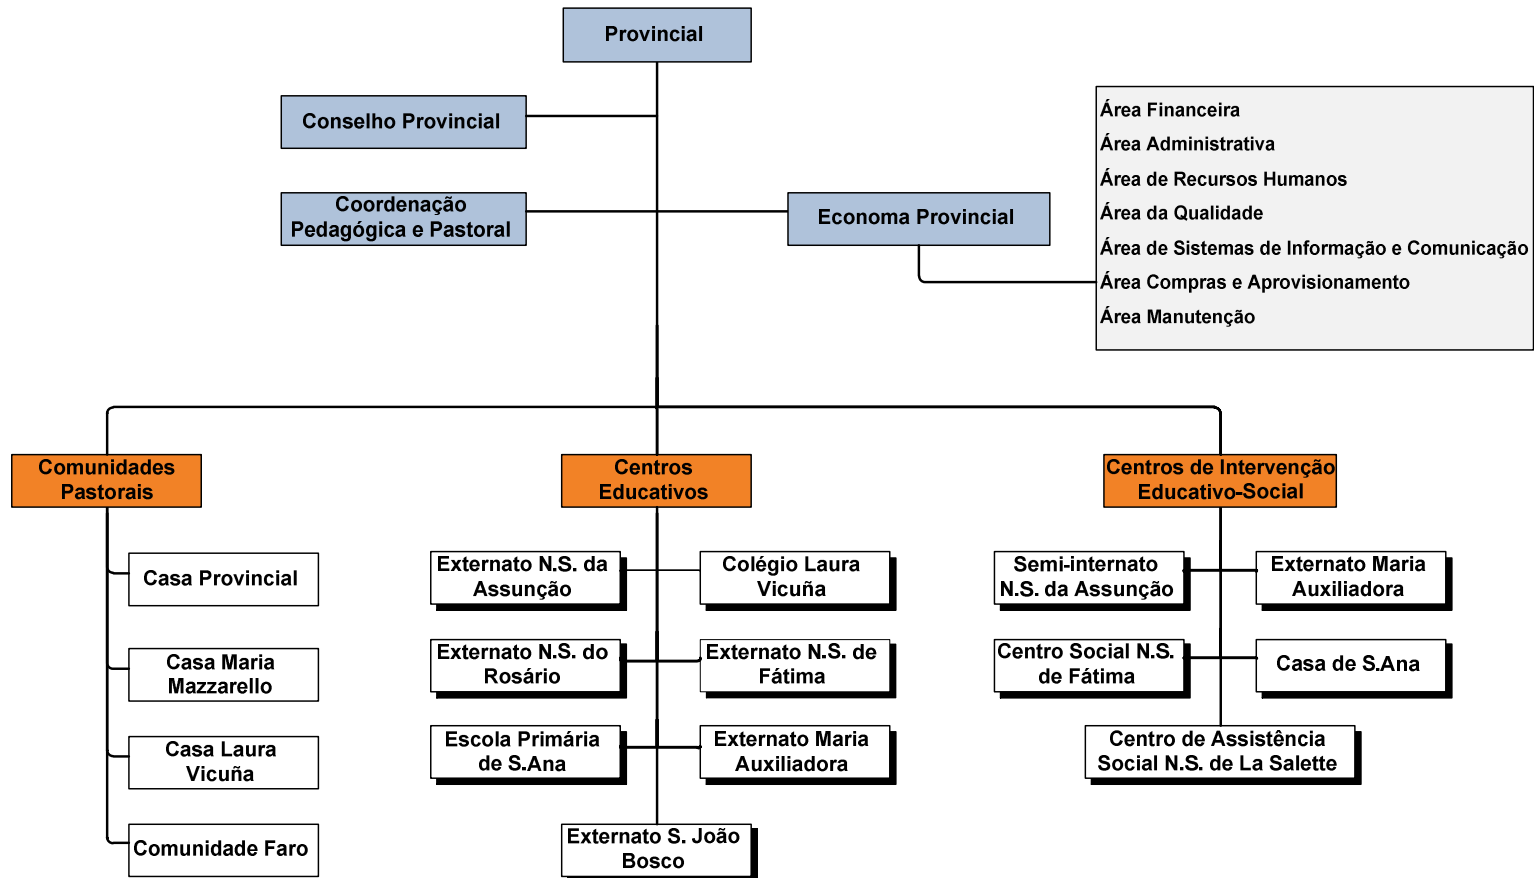 Provincial
Conselho Provincial
Coordenação
Pedagógica e Pastoral
Economa Provincial
Área Financeira
Área Administrativa
Área de Recursos Humanos
Área da Qualidade
Área de Sistemas de Informação e Comunicação
Área Compras e Aprovisionamento
Área Manutenção
Comunidades
Pastorais
Casa Provincial
Casa Maria
Mazzarello
Casa Laura
Vicuña
Comunidade Faro
Centros
Educativos
Externato N.S. da
Assunção
Colégio Laura
Vicuña
Externato N.S. do
Rosário
Externato N.S. de
Fátima
Escola Primária
de S.Ana
Externato Maria
Auxiliadora
Externato S. João
Bosco
Centros de Intervenção
Educativo-Social
Semi-internato
N.S. da Assunção
Externato Maria
Auxiliadora
Centro Social N.S.
de Fátima
Casa de S.Ana
Centro de Assistência
Social N.S. de La Salette